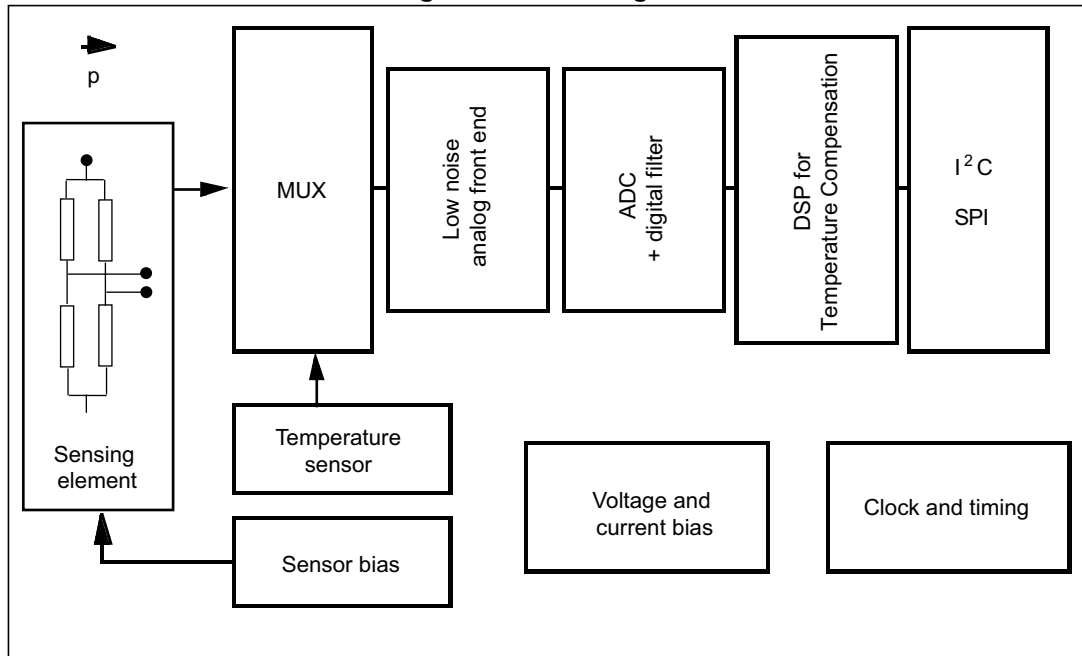 p
Sensing
element
MUX
Low noise
analog front end
ADC
+ digital filter
DSP for
Temperature Compensation
I²C
SPI
Temperature
sensor
Sensor bias
Voltage and
current bias
Clock and timing